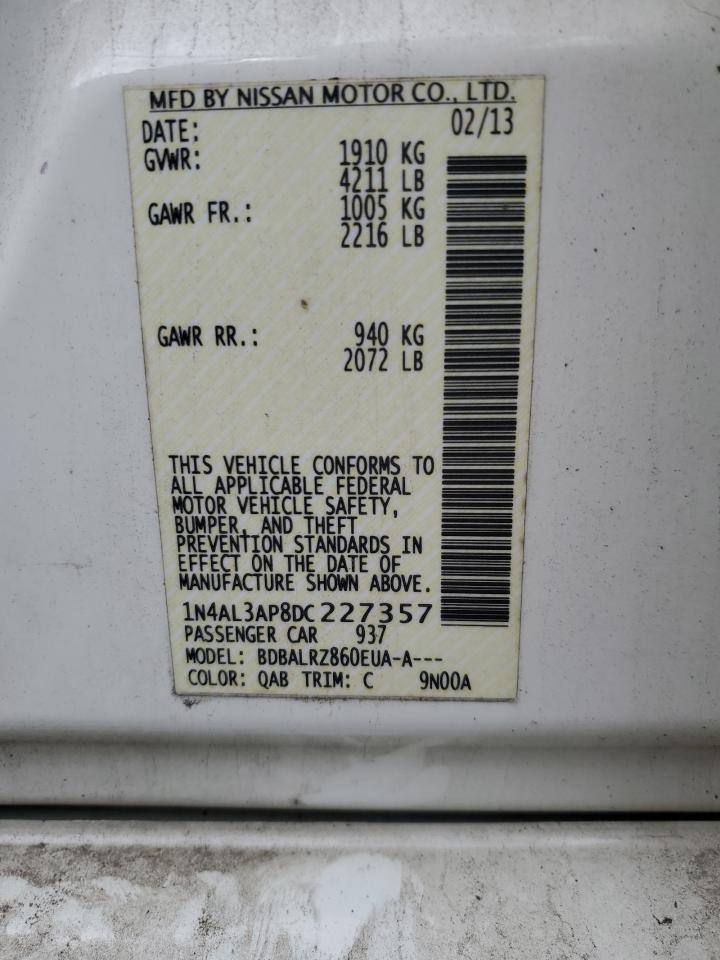 MFD BY NISSAN MOTOR CO., LTD.
DATE: 02/13
GVWR: 1910 KG
4211 LB
GAWR FR.: 1005 KG
2216 LB
GAWR RR.: 940 KG
2072 LB
THIS VEHICLE CONFORMS TO
ALL APPLICABLE FEDERAL
MOTOR VEHICLE SAFETY,
BUMPER, AND THEFT
PREVENTION STANDARDS IN
EFFECT ON THE DATE OF
MANUFACTURE SHOWN ABOVE.
1N4AL3AP8DC227357
PASSENGER CAR 937
MODEL: BDBALRZ860EUA-A---
COLOR: QAB TRIM: C 9N00A